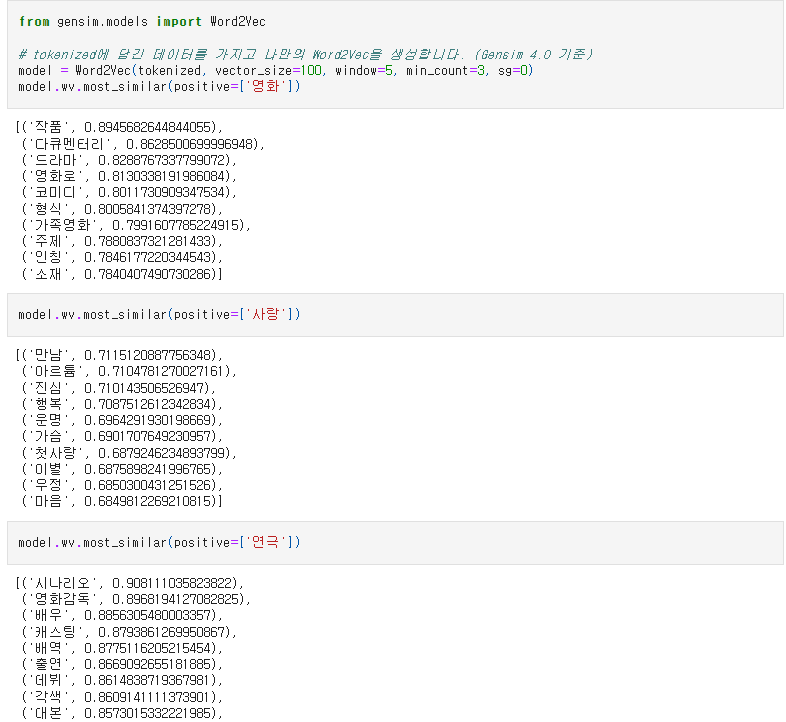 from gensim.models import Word2Vec
# tokenized에 담긴 데이터를 가지고 나만의 Word2Vec을 생성합니다. (Gensim 4.0 기준)
model = Word2Vec(tokenized, vector_size=100, window=5, min_count=3, sg=0)
model.wv.most_similar(positive=['영화'])
[('작품', 0.8945682644844055),
('다큐멘터리', 0.8628500699996948),
('드라마', 0.8288767337799072),
('영화로', 0.8130338191986084),
('코미디', 0.8011730909347534),
('형식', 0.8005841374397278),
('가족영화', 0.7991607785224915),
('주제', 0.7880837321281433),
('인칭', 0.7846177220344543),
('소재', 0.7840407490730286)]
model.wv.most_similar(positive=['사랑'])
[('만남', 0.7115120887756348),
('아르튬', 0.7104781270027161),
('진심', 0.710143506526947),
('행복', 0.7087512612342834),
('운명', 0.6964291930198669),
('가슴', 0.6901707649230957),
('첫사랑', 0.6879246234893799),
('이별', 0.6875898241996765),
('우정', 0.6850300431251526),
('마음', 0.6849812269210815)]
model.wv.most_similar(positive=['연극'])
[('시나리오', 0.908111035823822),
('영화감독', 0.8968194127082825),
('배우', 0.8856305480003357),
('캐스팅', 0.8793861269950867),
('배역', 0.8775116205215454),
('출연', 0.8669092655181885),
('데뷔', 0.8614838719367981),
('각색', 0.8609141111373901),
('대본', 0.8573015332221985),